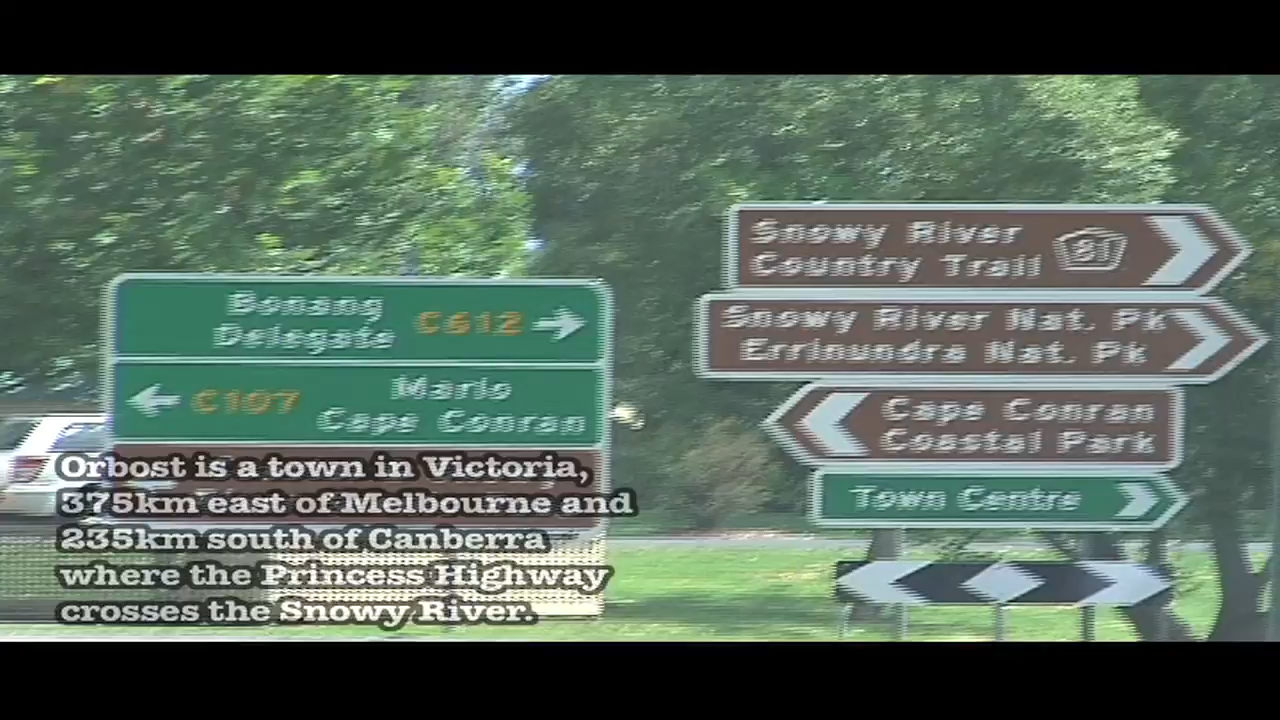 Snowy River
Country Trail 31
Snowy River Nat. Pk
Errinundra Nat. Pk
Cape Conran
Coastal Park
Town Centre
Bonang
Delegate C612
C107 Marlo
Cape Conran
Orbost is a town in Victoria,
375km east of Melbourne and
235km south of Canberra
where the Princess Highway
crosses the Snowy River.